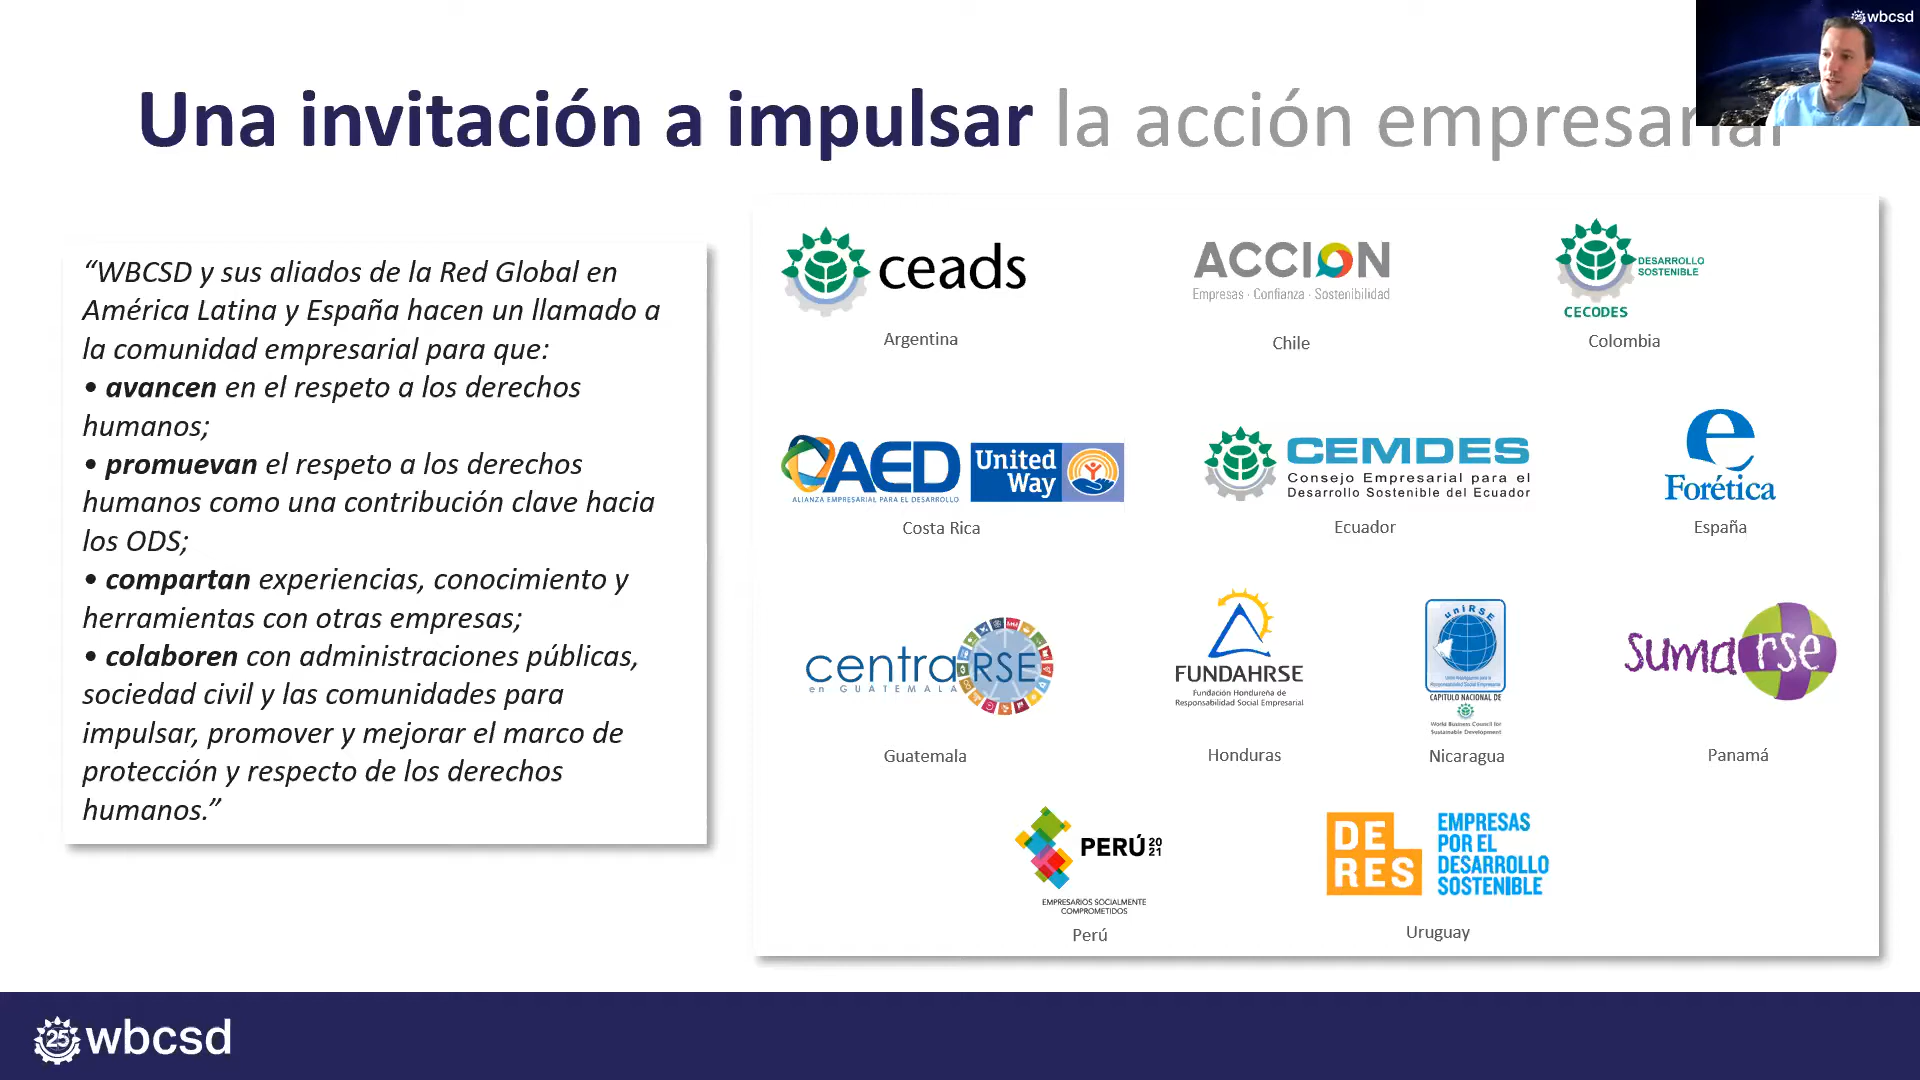 wbcsd
Una invitación a impulsar la acción empresarial
“WBCSD y sus aliados de la Red Global en
América Latina y España hacen un llamado a
la comunidad empresarial para que:
• avancen en el respeto a los derechos
humanos;
• promuevan el respeto a los derechos
humanos como una contribución clave hacia
los ODS;
• compartan experiencias, conocimiento y
herramientas con otras empresas;
• colaboren con administraciones públicas,
sociedad civil y las comunidades para
impulsar, promover y mejorar el marco de
protección y respecto de los derechos
humanos.”
ceads
Argentina
ACCION
Empresas · Confianza · Sostenibilidad
Chile
DESARROLLO
SOSTENIBLE
CECODES
Colombia
AED
ALIANZA EMPRESARIAL PARA EL DESARROLLO
United
Way
Costa Rica
CEMDES
Consejo Empresarial para el
Desarrollo Sostenible del Ecuador
Ecuador
e
Forética
España
centraRSE
en GUATEMALA
Guatemala
FUNDAHRSE
Fundación Hondureña de
Responsabilidad Social Empresarial
Honduras
uniRSE
CAPITULO NACIONAL DE
World Business Council for
Sustainable Development
Nicaragua
sumarse
Panamá
PERÚ 20
21
EMPRESARIOS SOCIALMENTE
COMPROMETIDOS
Perú
DE
RES
EMPRESAS
POR EL
DESARROLLO
SOSTENIBLE
Uruguay
25 wbcsd